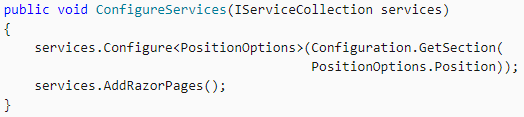 public void ConfigureServices(IServiceCollection services)
{
    services.Configure<PositionOptions>(Configuration.GetSection(
                                        PositionOptions.Position));
    services.AddRazorPages();
}